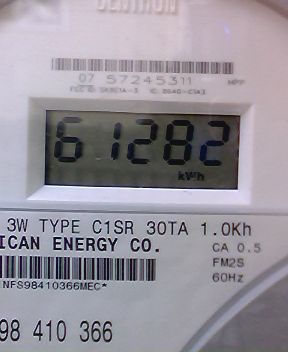 CENTRON
07 57245311
61282
kWh
3W TYPE C1SR 30TA 1.0Kh
ICAN ENERGY CO.
CA 0.5
FM2S
60Hz
NFS98410366MEC*
98 410 366